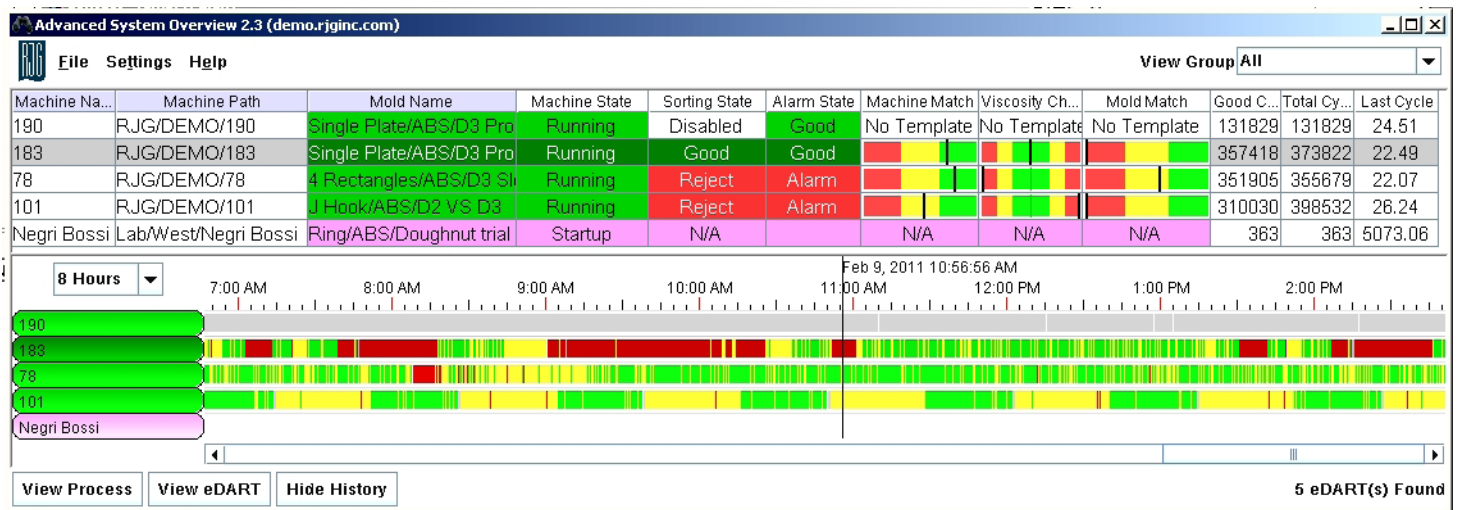 Advanced System Overview 2.3 (demo.rjginc.com)
RJG File Settings Help View Group All
Machine Na... Machine Path Mold Name Machine State Sorting State Alarm State Machine Match Viscosity Ch... Mold Match Good C... Total Cy... Last Cycle
190 RJG/DEMO/190 Single Plate/ABS/D3 Pro Running Disabled Good No Template No Template No Template 131829 131829 24.51
183 RJG/DEMO/183 Single Plate/ABS/D3 Pro Running Good Good 357418 373822 22.49
78 RJG/DEMO/78 4 Rectangles/ABS/D3 Running Reject Alarm 351905 355679 22.07
101 RJG/DEMO/101 J Hook/ABS/D2 VS D3 Running Reject Alarm 310030 398532 26.24
Negri Bossi Lab/West/Negri Bossi Ring/ABS/Doughnut trial Startup N/A N/A N/A N/A 363 363 5073.06
Feb 9, 2011 10:56:56 AM
8 Hours 7:00 AM 8:00 AM 9:00 AM 10:00 AM 11:00 AM 12:00 PM 1:00 PM 2:00 PM
190
183
78
101
Negri Bossi
View Process View eDART Hide History 5 eDART(s) Found